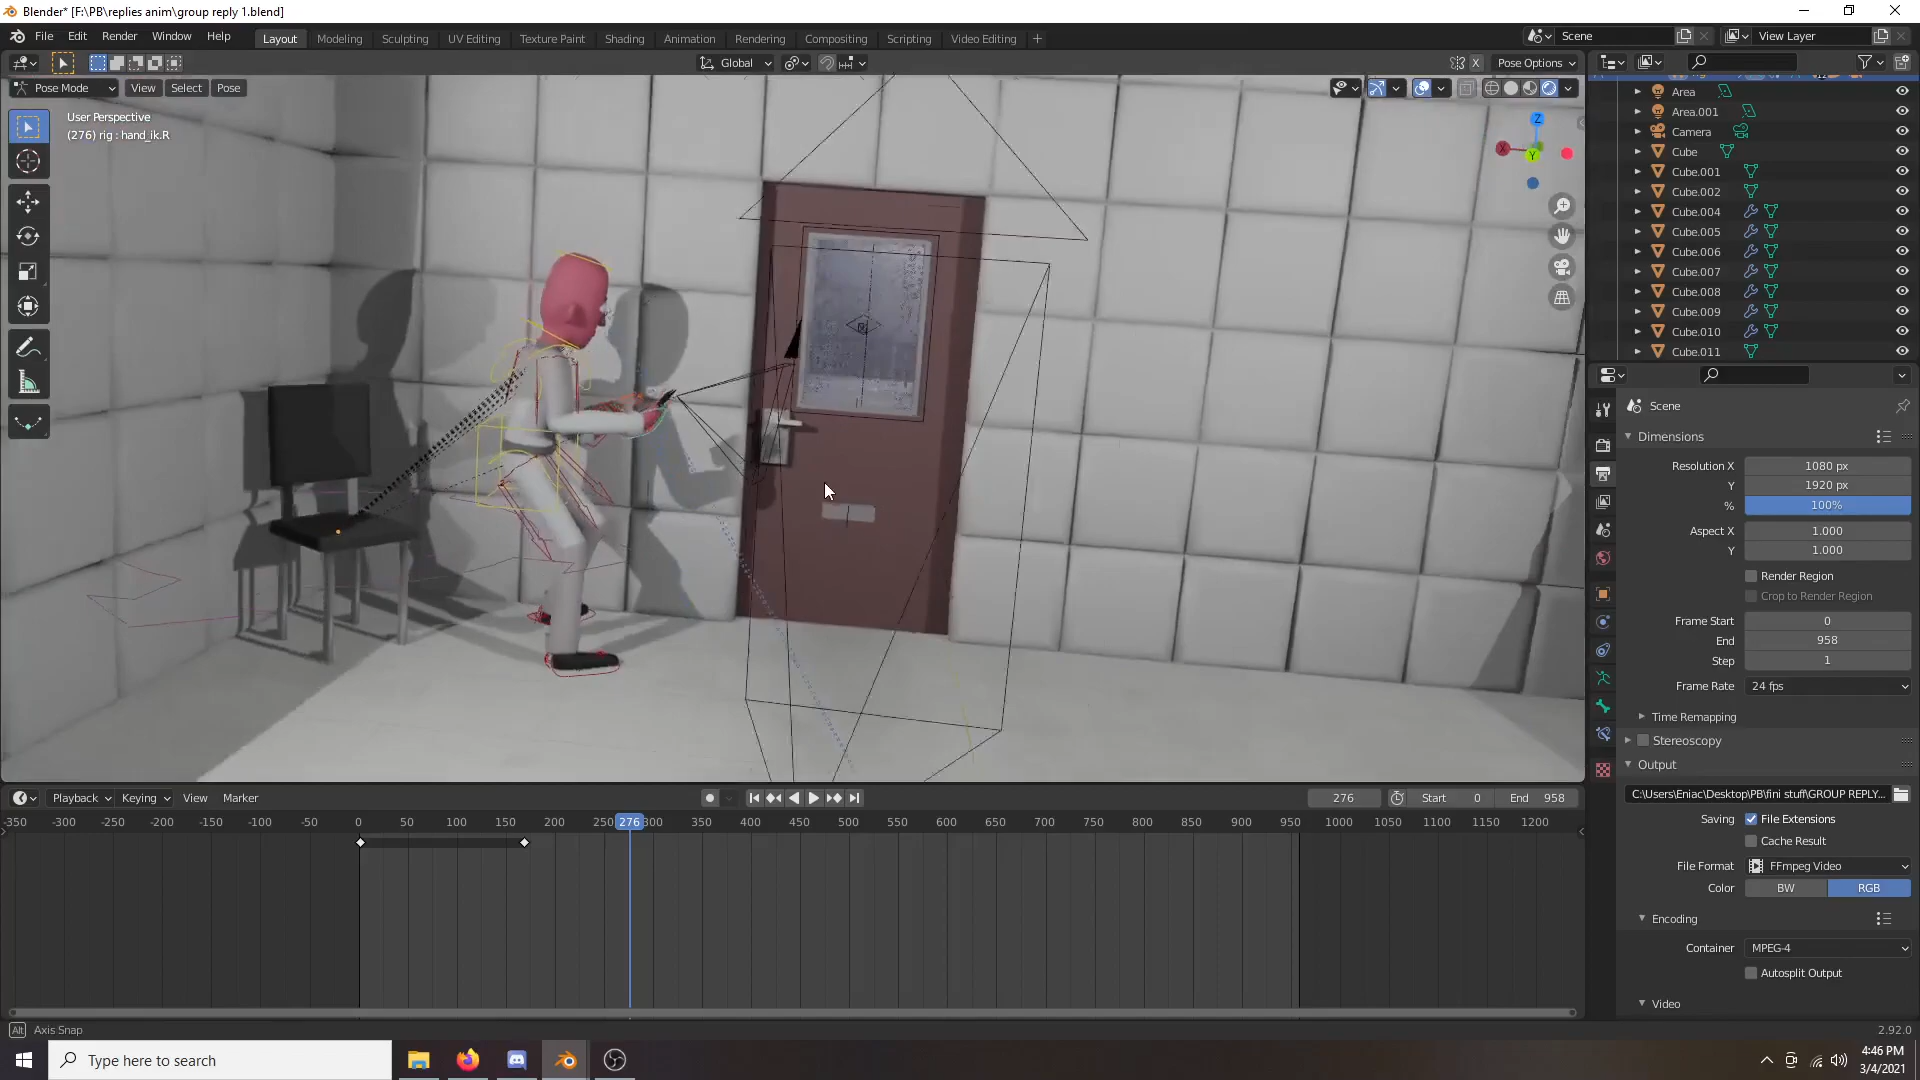 Blender* [F:\PB\replies anim\group reply 1.blend]
File Edit Render Window Help
Layout Modeling Sculpting UV Editing Texture Paint Shading Animation Rendering Compositing Scripting Video Editing +
Scene
View Layer
Global
X
Pose Options
Pose Mode View Select Pose
User Perspective
(276) rig : hand_ik.R
Z
X
Y
Area
Area.001
Camera
Cube
Cube.001
Cube.002
Cube.004
Cube.005
Cube.006
Cube.007
Cube.008
Cube.009
Cube.010
Cube.011
Scene
Dimensions
Resolution X 1080 px
Y 1920 px
% 100%
Aspect X 1.000
Y 1.000
Render Region
Crop to Render Region
Frame Start 0
End 958
Step 1
Frame Rate 24 fps
Time Remapping
Stereoscopy
Output
C:\Users\Eniac\Desktop\PB\fini stuff\GROUP REPLY...
Saving File Extensions
Cache Result
File Format FFmpeg Video
Color BW RGB
Encoding
Container MPEG-4
Autosplit Output
Video
Playback Keying View Marker
276 Start 0 End 958
-350 -300 -250 -200 -150 -100 -50 0 50 100 150 200 250 276 300 350 400 450 500 550 600 650 700 750 800 850 900 950 1000 1050 1100 1150 1200
Alt Axis Snap
2.92.0
Type here to search
4:46 PM
3/4/2021